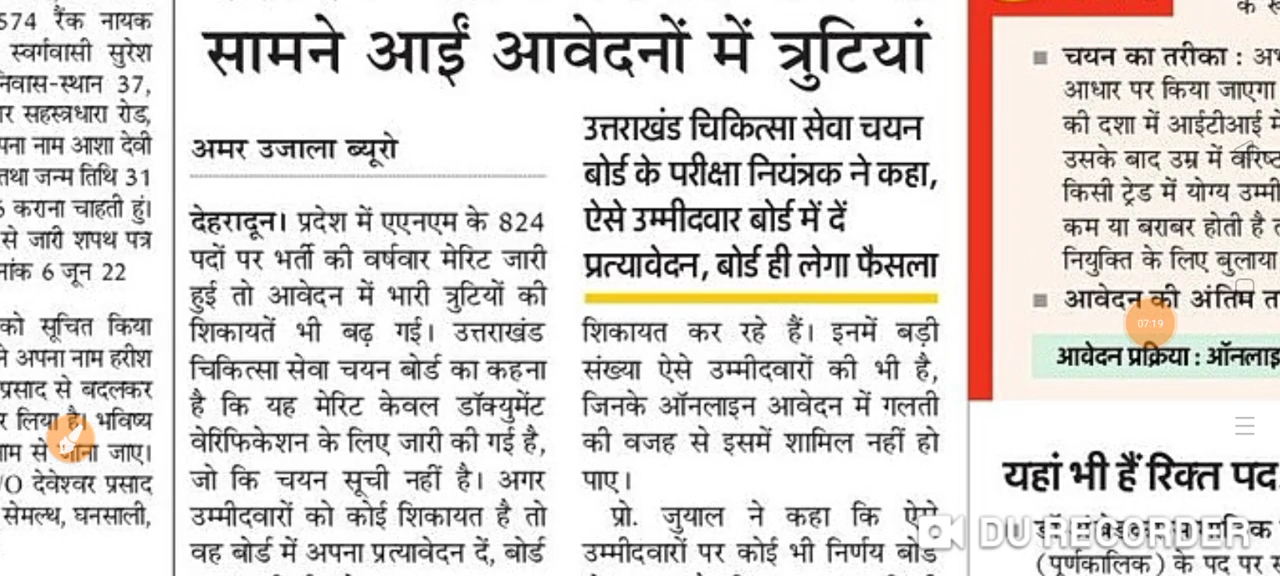 574 रैंक नायक
स्वर्गवासी सुरेश
निवास-स्थान 37,
सहस्त्रधारा रोड,
नाम आशा देवी
तथा जन्म तिथि 31
कराना चाहती हूं।
से जारी शपथ पत्र
6 जून 22
को सूचित किया
अपना नाम हरीश
प्रसाद से बदलकर
लिया है। भविष्य
से जाना जाए।
देवेश्वर प्रसाद
सेमल्थ, घनसाली,
सामने आईं आवेदनों में त्रुटियां
अमर उजाला ब्यूरो
देहरादून। प्रदेश में एएनएम के 824
पदों पर भर्ती की वर्षवार मेरिट जारी
हुई तो आवेदन में भारी त्रुटियों की
शिकायतें भी बढ़ गई। उत्तराखंड
चिकित्सा सेवा चयन बोर्ड का कहना
है कि यह मेरिट केवल डॉक्युमेंट
वेरिफिकेशन के लिए जारी की गई है,
जो कि चयन सूची नहीं है। अगर
उम्मीदवारों को कोई शिकायत है तो
वह बोर्ड में अपना प्रत्यावेदन दें, बोर्ड
उत्तराखंड चिकित्सा सेवा चयन
बोर्ड के परीक्षा नियंत्रक ने कहा,
ऐसे उम्मीदवार बोर्ड में दें
प्रत्यावेदन, बोर्ड ही लेगा फैसला
शिकायत कर रहे हैं। इनमें बड़ी
संख्या ऐसे उम्मीदवारों की भी है,
जिनके ऑनलाइन आवेदन में गलती
की वजह से इसमें शामिल नहीं हो
पाए।
प्रो. जुयाल ने कहा कि ऐसे
उम्मीदवारों पर कोई भी निर्णय बोर्ड
के
चयन का तरीका :
आधार पर किया जाएगा
की दशा में आईटीआई
उसके बाद उम्र में वरिष्ट
किसी ट्रेड में योग्य
कम या बराबर होती है
नियुक्ति के लिए बुलाया
आवेदन की अंतिम
07:19
आवेदन प्रक्रिया :
यहां भी हैं रिक्त पद
DU RECORDER
(पूर्णकालिक) के पद पर